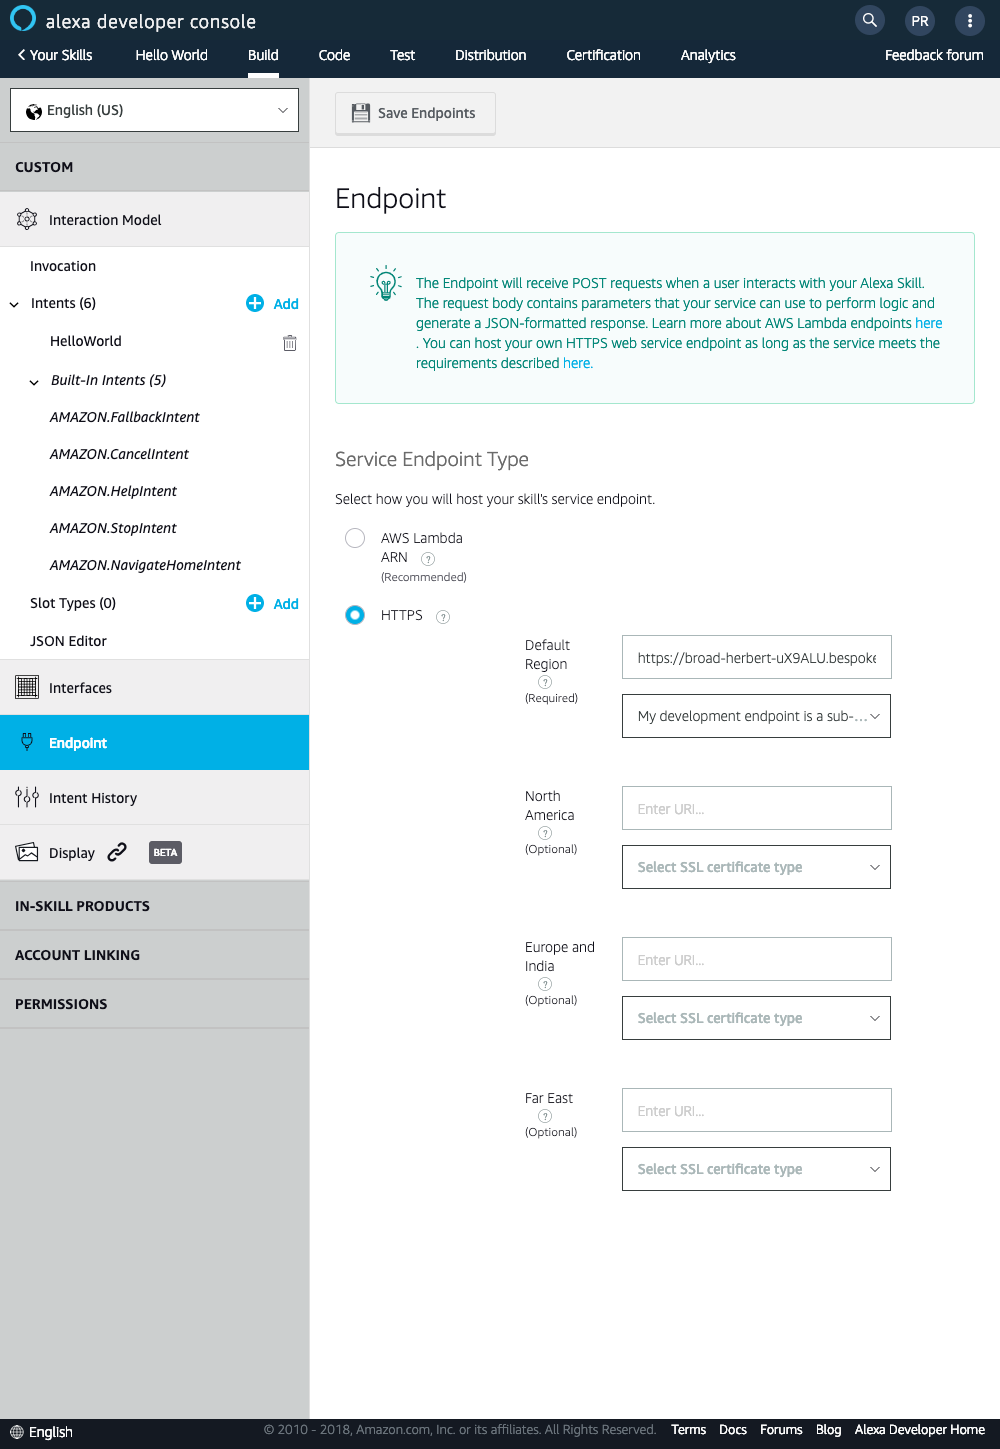 alexa developer console
PR
Your Skills Hello World Build Code Test Distribution Certification Analytics Feedback forum
English (US)
Save Endpoints
CUSTOM
Interaction Model
Invocation
Intents (6) Add
HelloWorld
Built-In Intents (5)
AMAZON.FallbackIntent
AMAZON.CancelIntent
AMAZON.HelpIntent
AMAZON.StopIntent
AMAZON.NavigateHomeIntent
Slot Types (0) Add
JSON Editor
Interfaces
Endpoint
Intent History
Display BETA
IN-SKILL PRODUCTS
ACCOUNT LINKING
PERMISSIONS
Endpoint
The Endpoint will receive POST requests when a user interacts with your Alexa Skill.
The request body contains parameters that your service can use to perform logic and
generate a JSON-formatted response. Learn more about AWS Lambda endpoints here
. You can host your own HTTPS web service endpoint as long as the service meets the
requirements described here.
Service Endpoint Type
Select how you will host your skill's service endpoint.
AWS Lambda
ARN ?
(Recommended)
HTTPS ?
Default
Region
?
(Required)
https://broad-herbert-uX9ALU.bespoke
My development endpoint is a sub-...
North
America
?
(Optional)
Enter URI...
Select SSL certificate type
Europe and
India
?
(Optional)
Enter URI...
Select SSL certificate type
Far East
?
(Optional)
Enter URI...
Select SSL certificate type
English
© 2010 - 2018, Amazon.com, Inc. or its affiliates. All Rights Reserved. Terms Docs Forums Blog Alexa Developer Home